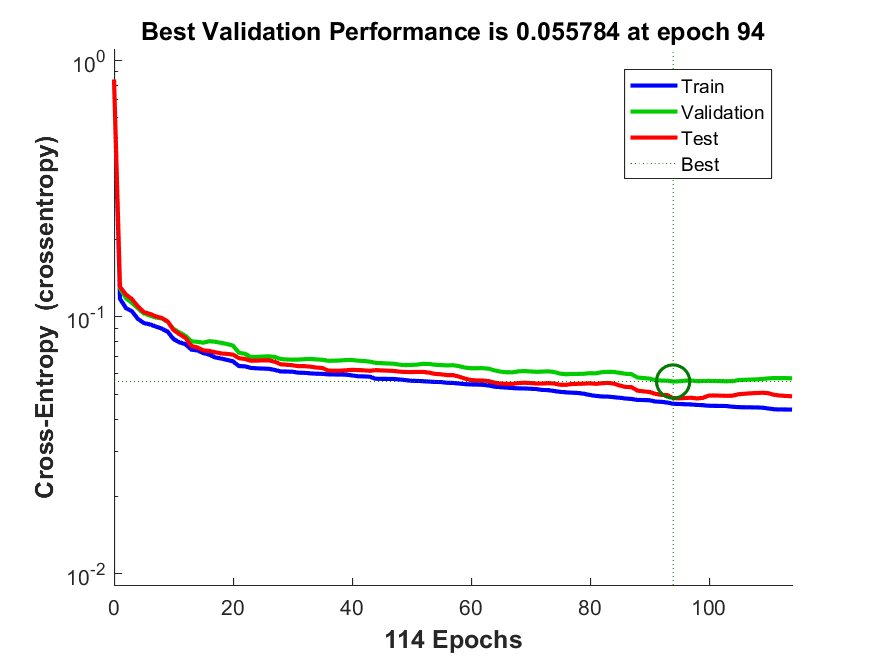 Best Validation Performance is 0.055784 at epoch 94
10^0
10^-1
10^-2
Cross-Entropy (crossentropy)
Train
Validation
Test
Best
0 20 40 60 80 100
114 Epochs